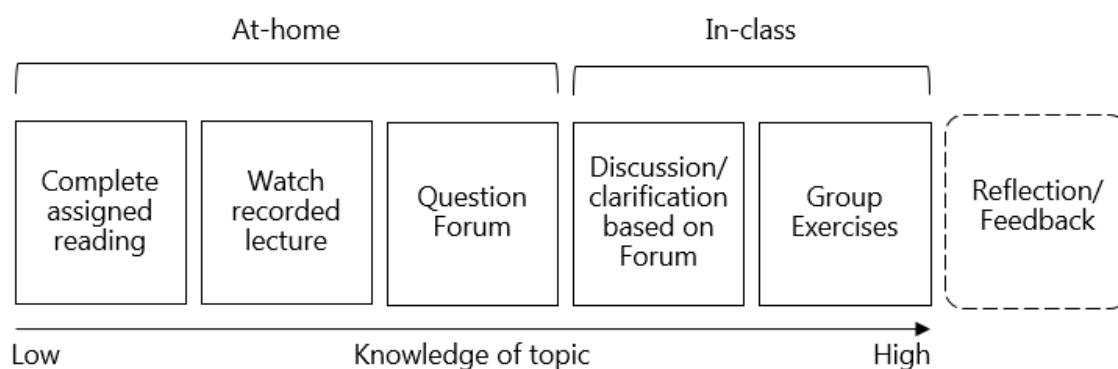 At-home
In-class
Complete
assigned
reading
Watch
recorded
lecture
Question
Forum
Discussion/
clarification
based on
Forum
Group
Exercises
Reflection/
Feedback
Low
Knowledge of topic
High